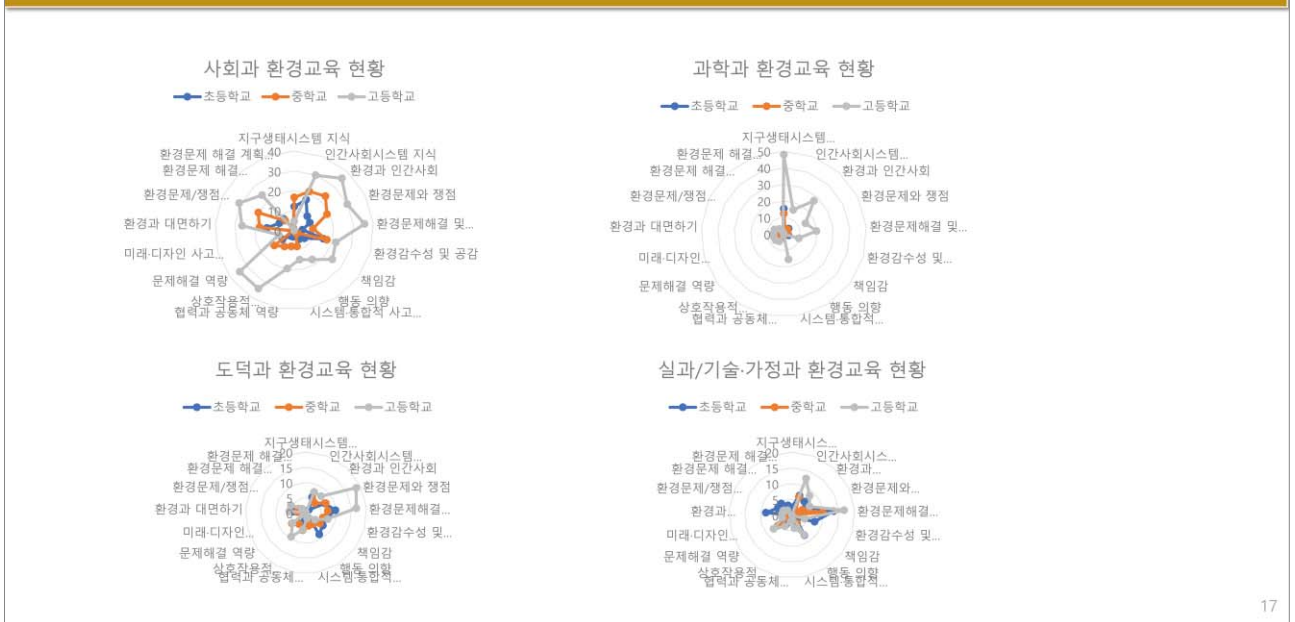 사회과 환경교육 현황
초등학교 중학교 고등학교
지구생태시스템 지식
환경문제 해결 계획... 40 인간사회시스템 지식
환경문제 해결... 30 환경과 인간사회
환경문제/쟁점... 20 환경문제와 쟁점
10
환경과 대면하기 0 환경문제해결 및...
미래·디자인 사고... 환경감수성 및 공감
문제해결 역량 책임감
상호작용적... 행동 의향
협력과 공동체 역량 시스템·통합적 사고...
과학과 환경교육 현황
초등학교 중학교 고등학교
지구생태시스템...
환경문제 해결... 50 인간사회시스템...
환경문제 해결... 40 환경과 인간사회
30
환경문제/쟁점... 20 환경문제와 쟁점
10
환경과 대면하기 0 환경문제해결 및...
미래·디자인... 환경감수성 및...
문제해결 역량 책임감
상호작용적... 행동 의향
협력과 공동체... 시스템·통합적...
도덕과 환경교육 현황
초등학교 중학교 고등학교
지구생태시스템...
환경문제 해결... 20 인간사회시스템...
환경문제 해결... 15 환경과 인간사회
환경문제/쟁점... 10 환경문제와 쟁점
5
환경과 대면하기 0 환경문제해결...
미래·디자인... 환경감수성 및...
문제해결 역량 책임감
상호작용적... 행동 의향
협력과 공동체... 시스템·통합적...
실과/기술·가정과 환경교육 현황
초등학교 중학교 고등학교
지구생태시스...
환경문제 해결... 20 인간사회시스...
환경문제 해결... 15 환경과...
환경문제/쟁점... 10 환경문제와...
5
환경과... 0 환경문제해결...
미래·디자인... 환경감수성 및...
문제해결 역량 책임감
상호작용적... 행동 의향
협력과 공동체... 시스템·통합적...
17